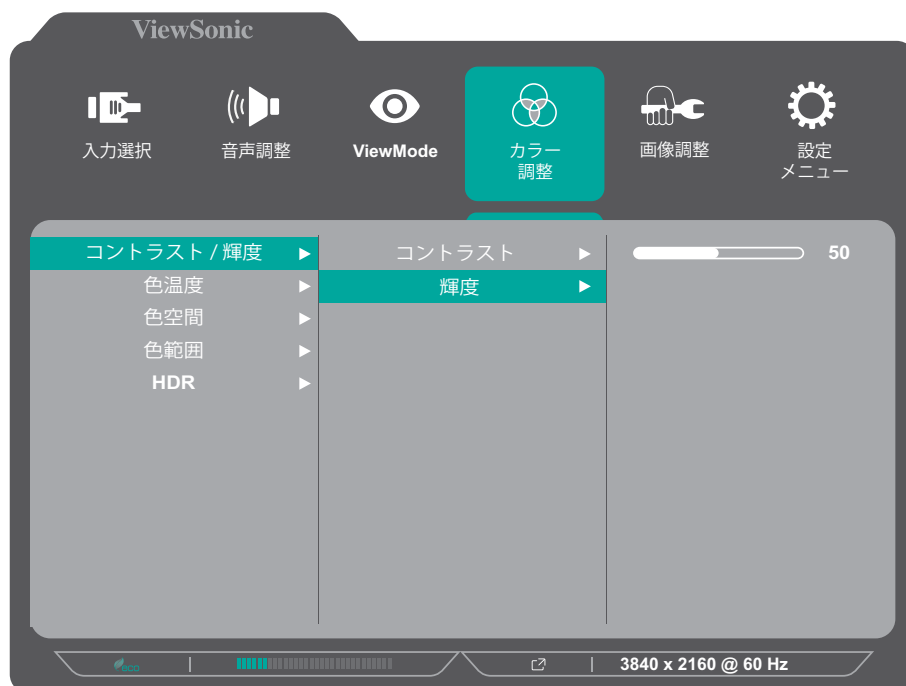 ViewSonic
入力選択
音声調整
ViewMode
カラー
調整
画像調整
設定
メニュー
コントラスト / 輝度
コントラスト
50
輝度
色温度
色空間
色範囲
HDR
eco
3840 x 2160 @ 60 Hz